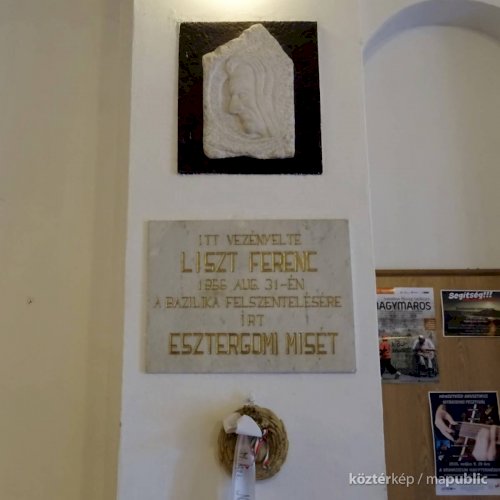 ITT VEZÉNYELTE
LISZT FERENC
1856 AUG. 31-ÉN
A BAZILIKA FELSZENTELÉSÉRE
ÍRT
ESZTERGOMI MISÉT
NAGYMAROS
Segítség!!!
köztérkép / mapublic